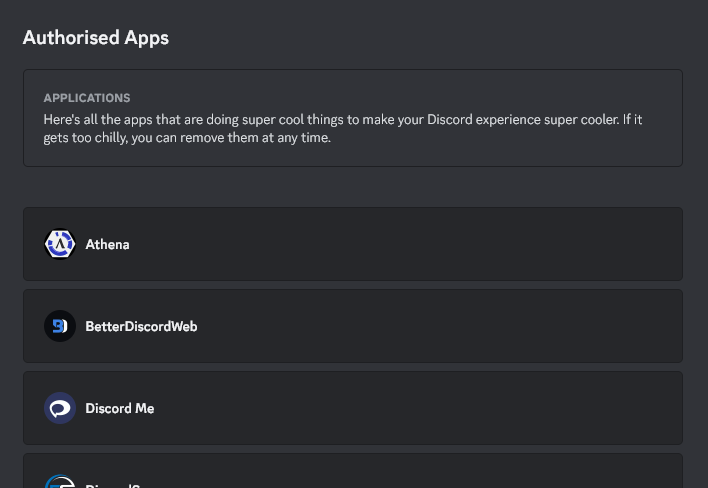 Authorised Apps
APPLICATIONS
Here's all the apps that are doing super cool things to make your Discord experience super cooler. If it
gets too chilly, you can remove them at any time.
Athena
BetterDiscordWeb
Discord Me